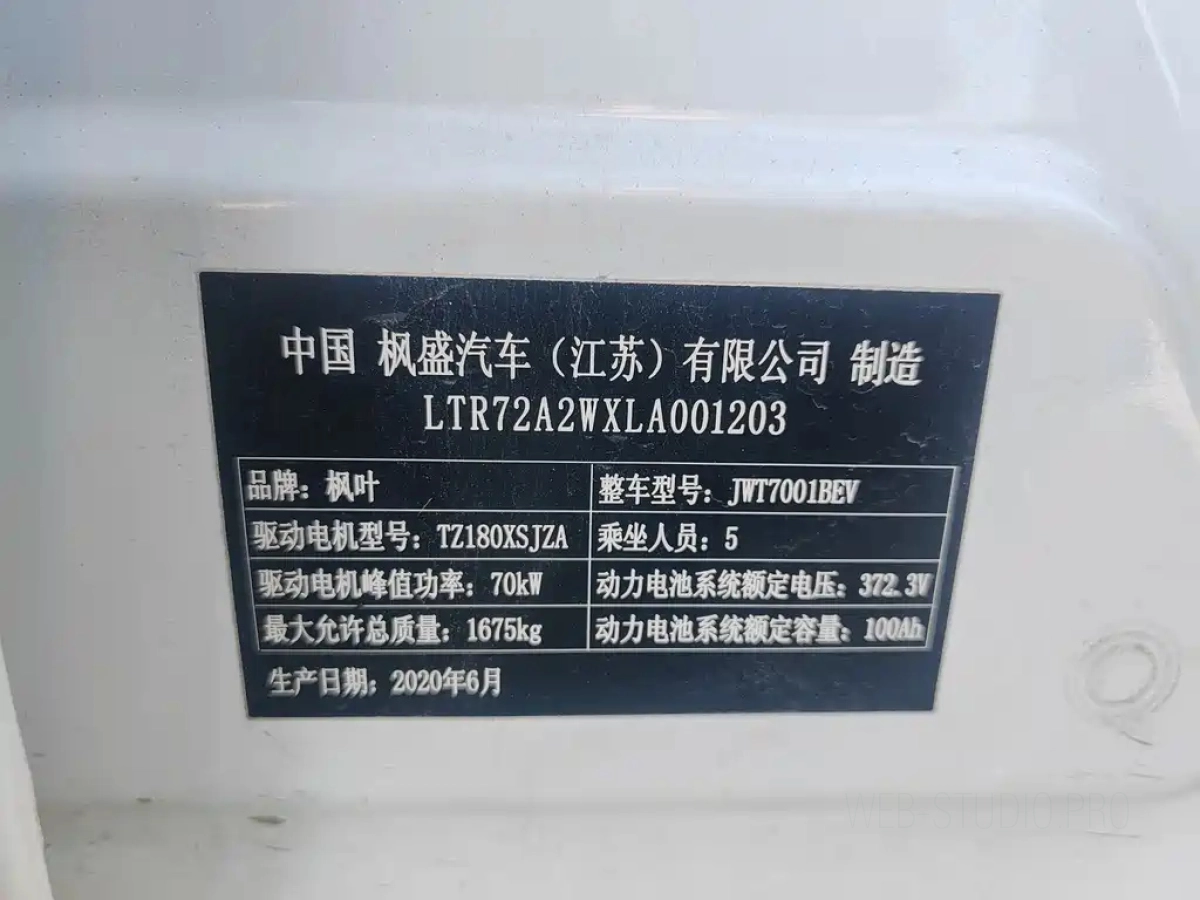 中国 枫盛汽车（江苏）有限公司 制造
LTR72A2WXLA001203
品牌：枫叶 整车型号：JWT7001BEV
驱动电机型号：TZ180XSJZA 乘坐人员：5
驱动电机峰值功率：70kW 动力电池系统额定电压：372.3V
最大允许总质量：1675kg 动力电池系统额定容量：100Ah
生产日期：2020年6月
WEB-STUDIO.PRO